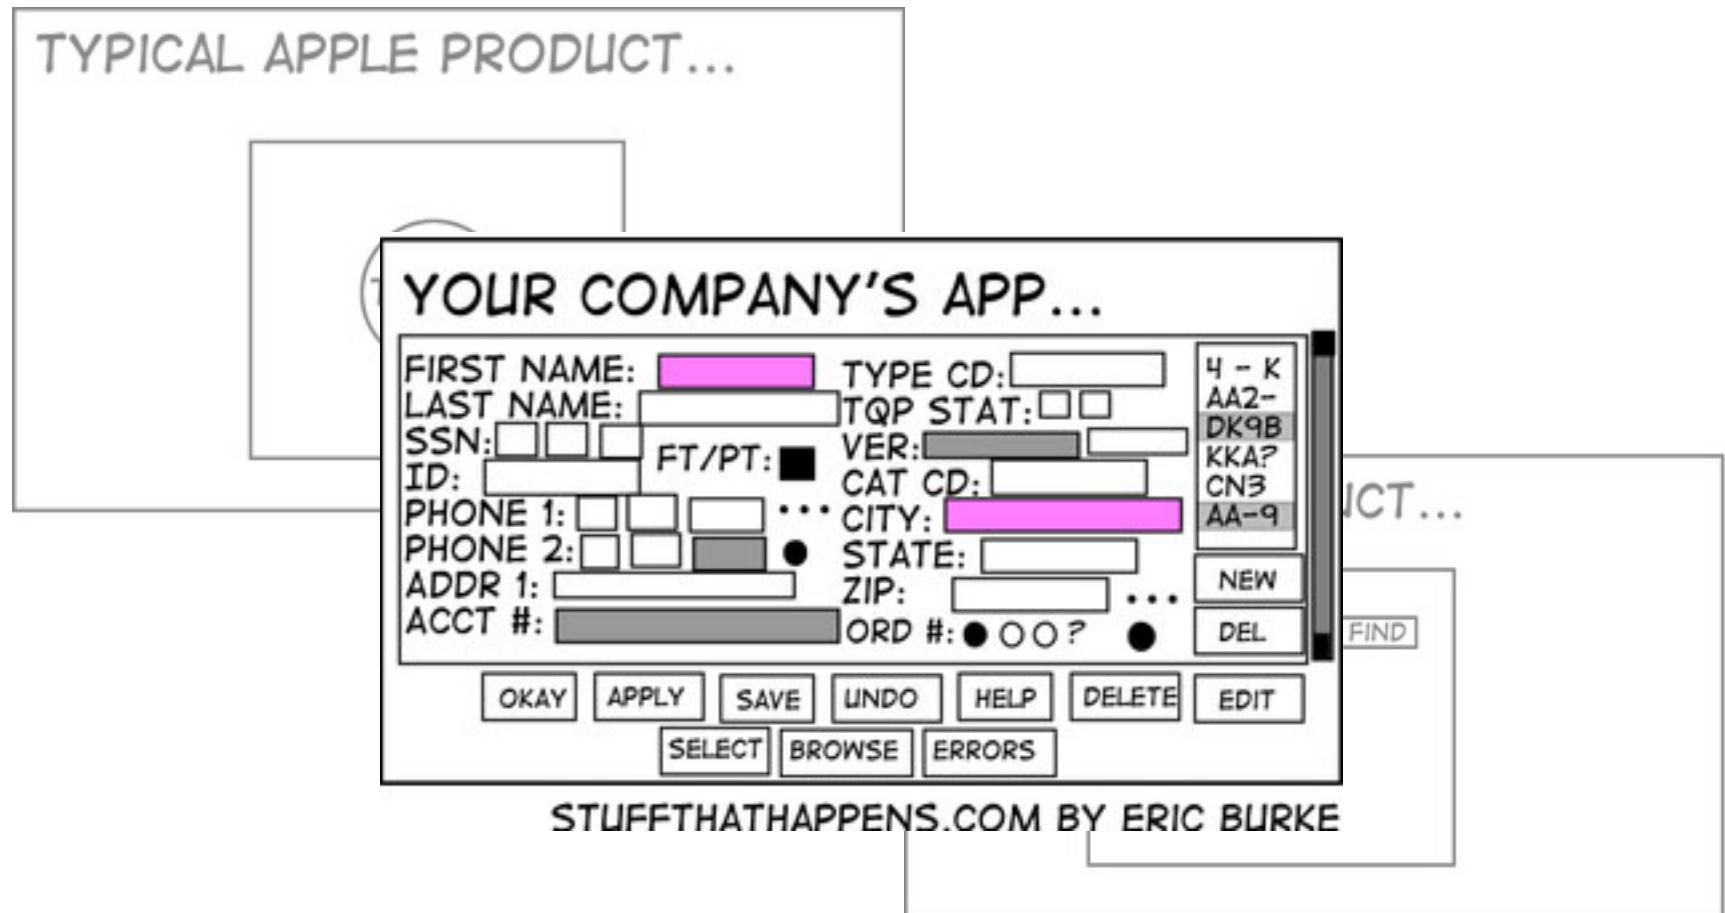 TYPICAL APPLE PRODUCT...
YOUR COMPANY'S APP...
FIRST NAME:
LAST NAME:
SSN:
FT/PT:
ID:
PHONE 1: ...
PHONE 2:
ADDR 1:
ACCT #:
TYPE CD:
TQP STAT:
VER:
CAT CD:
CITY:
STATE:
ZIP: ...
ORD #: ?
4 - K
AA2-
DK9B
KKA?
CN3
AA-9
NEW
DEL
OKAY APPLY SAVE UNDO HELP DELETE EDIT
SELECT BROWSE ERRORS
UCT...
FIND
STUFFTHATHAPPENS.COM BY ERIC BURKE